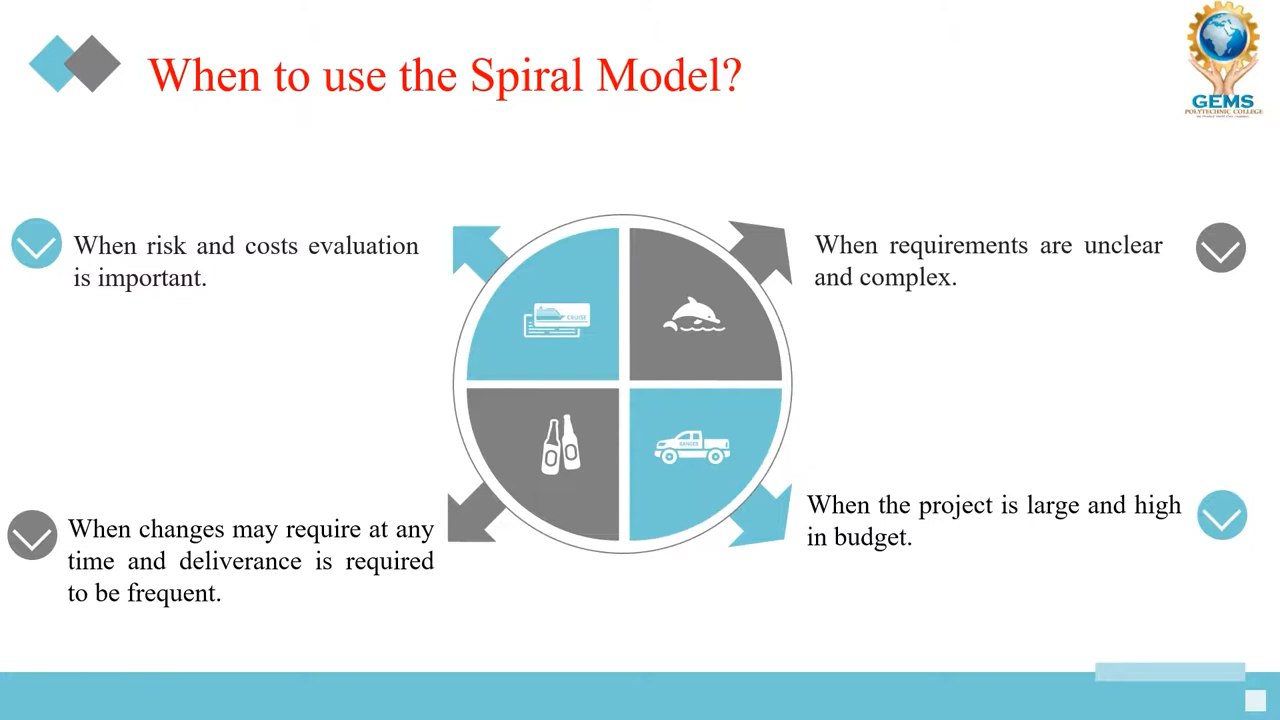 When to use the Spiral Model?
GEMS
POLYTECHNIC COLLEGE
When risk and costs evaluation
is important.
When requirements are unclear
and complex.
CRUISE
When changes may require at any
time and deliverance is required
to be frequent.
When the project is large and high
in budget.